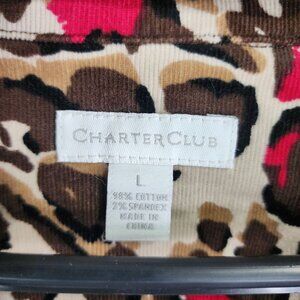 CHARTER CLUB
L
98% COTTON
2% SPANDEX
MADE IN
CHINA